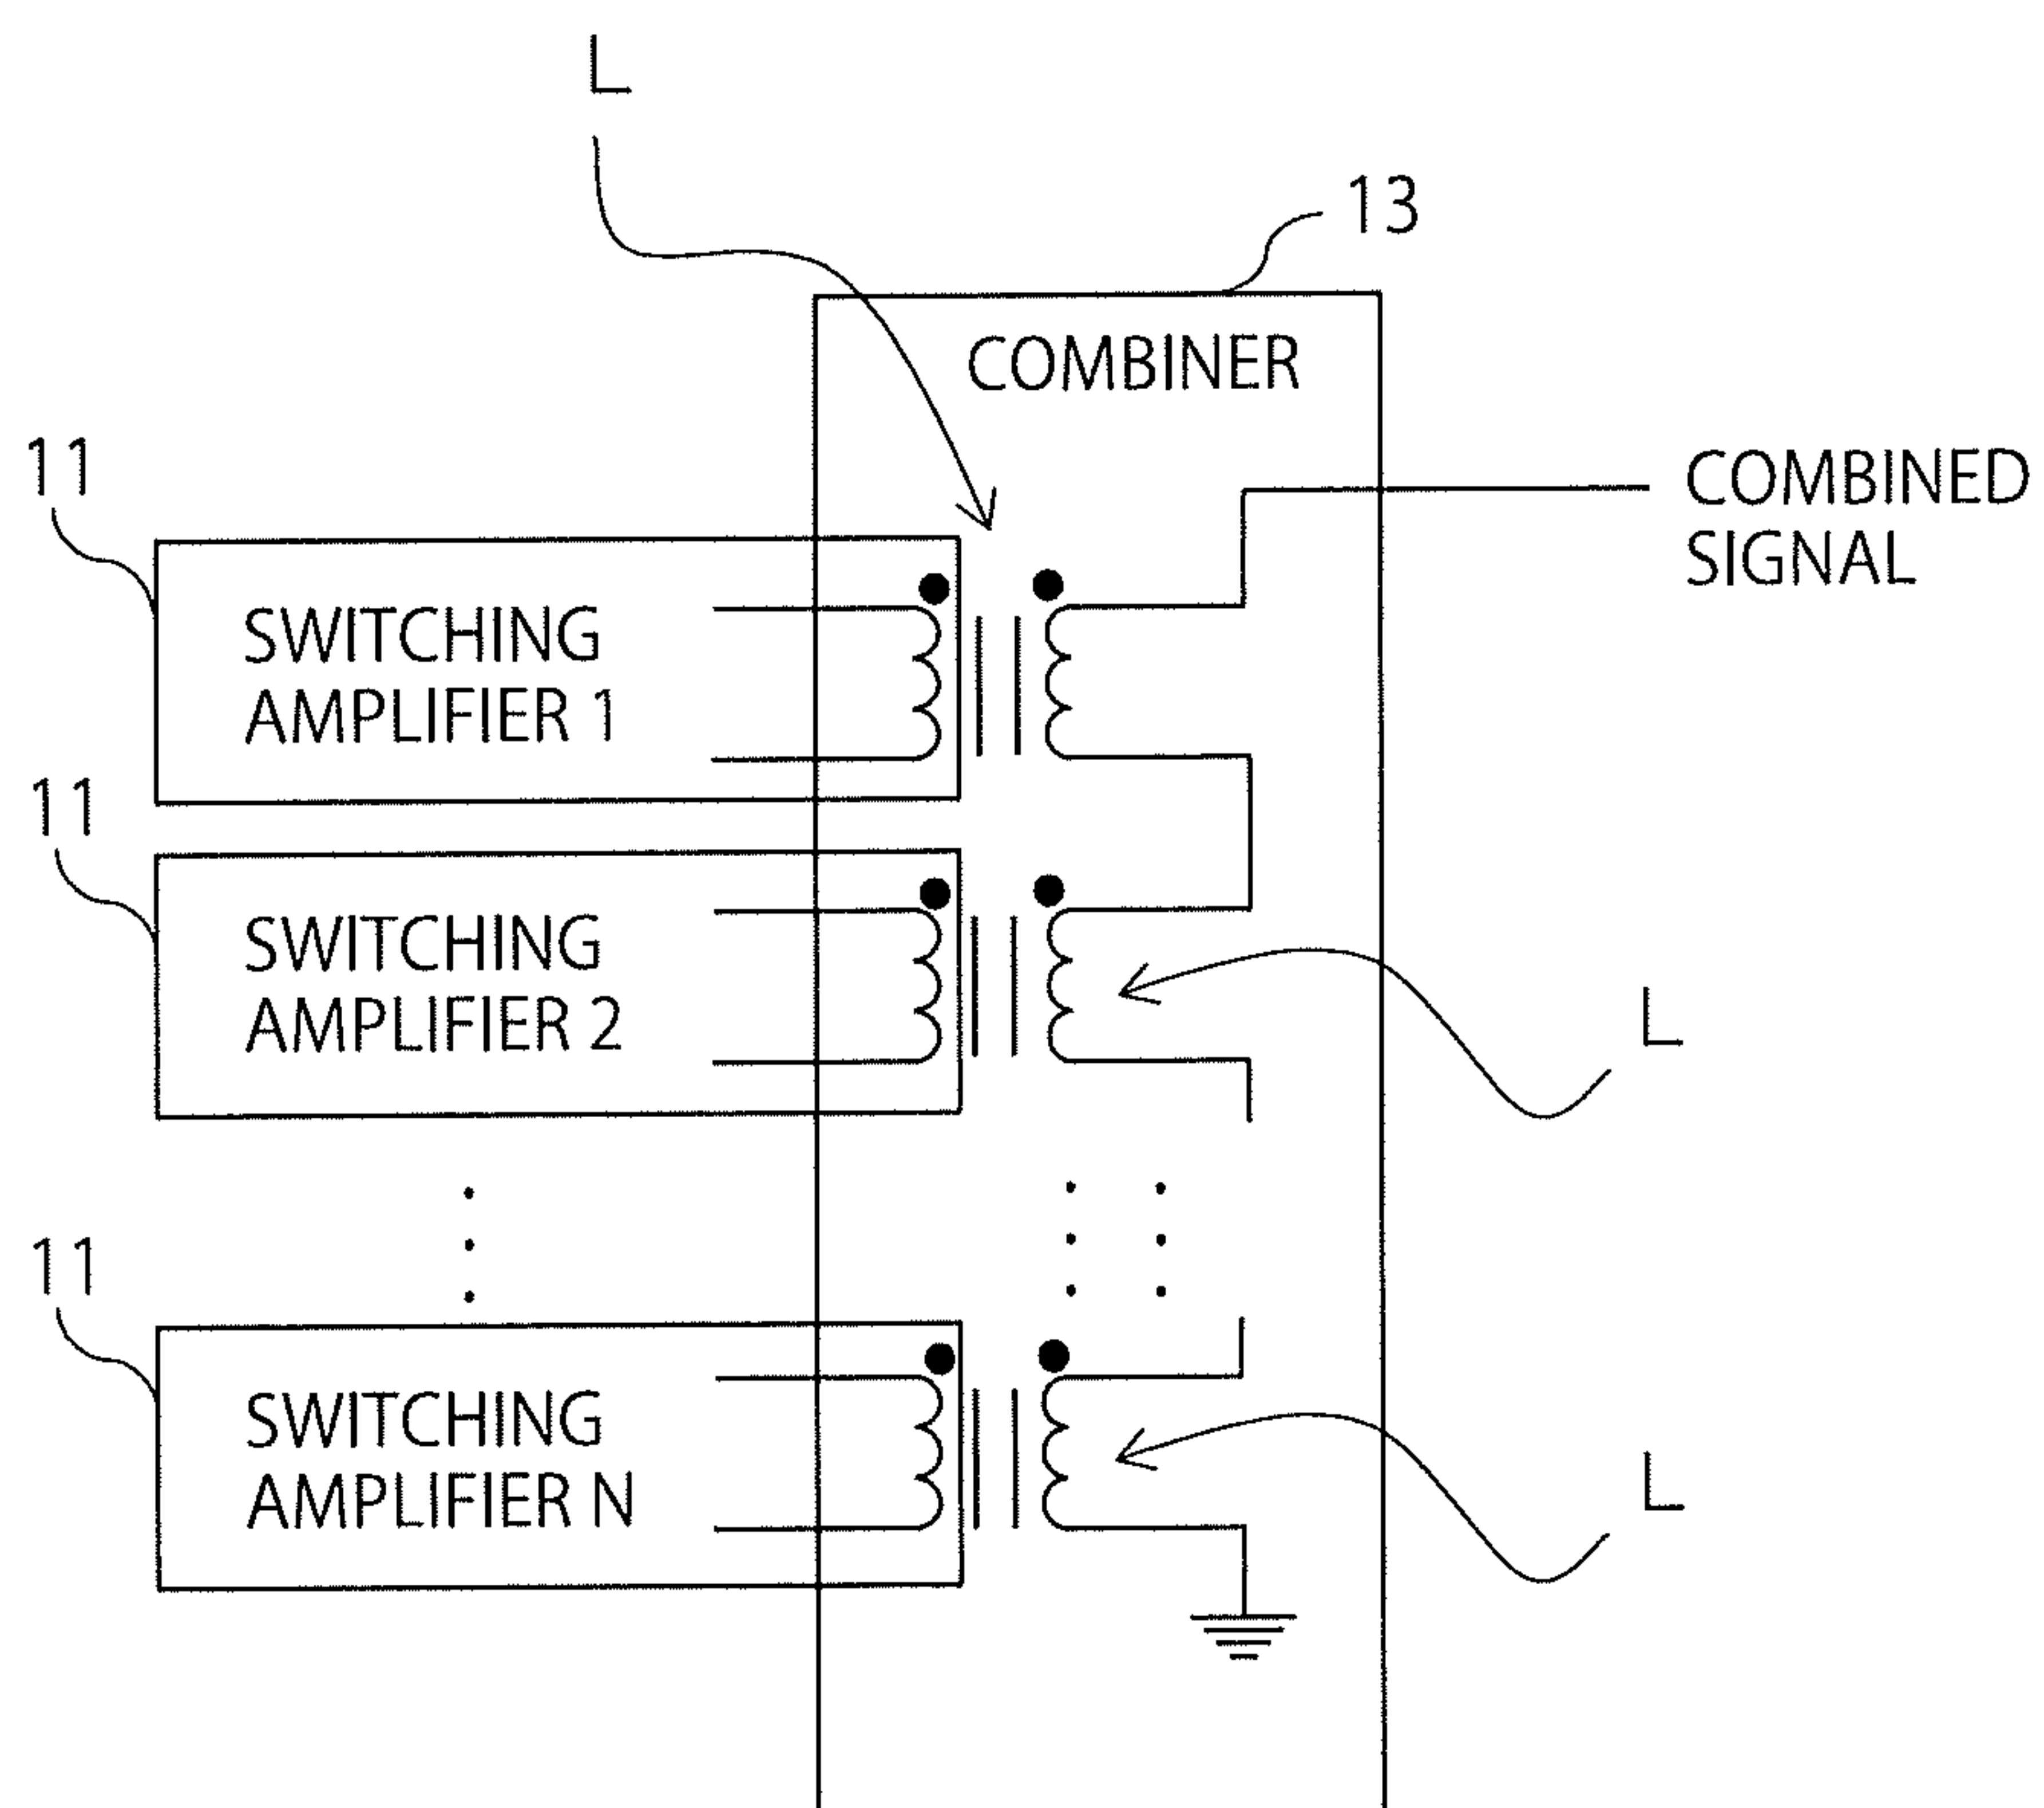 L
13
COMBINER
11
COMBINED
SIGNAL
SWITCHING
AMPLIFIER 1
11
SWITCHING
AMPLIFIER 2
L
11
SWITCHING
AMPLIFIER N
L